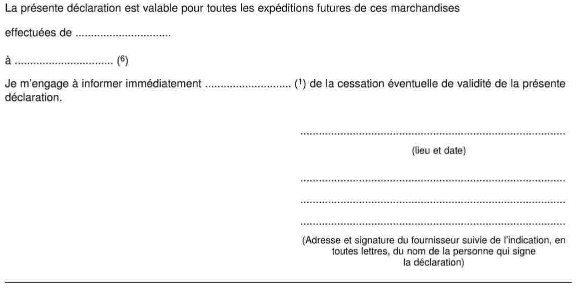 La présente déclaration est valable pour toutes les expéditions futures de ces marchandises
effectuées de ...............................
à ................................ (6)
Je m'engage à informer immédiatement ............................ (1) de la cessation éventuelle de validité de la présente
déclaration.
.......................................................................................
(lieu et date)
.......................................................................................
.......................................................................................
.......................................................................................
(Adresse et signature du fournisseur suivie de l'indication, en
toutes lettres, du nom de la personne qui signe
la déclaration)